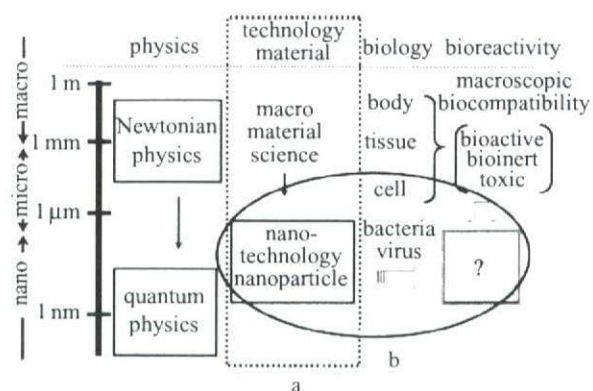 physics
technology
material
biology
bioreactivity
macro
micro
nano
1 m
1 mm
1 μm
1 nm
Newtonian
physics
quantum
physics
macro
material
science
nano-
technology
nanoparticle
body
tissue
cell
bacteria
virus
macroscopic
biocompatibility
bioactive
bioinert
toxic
?
a
b